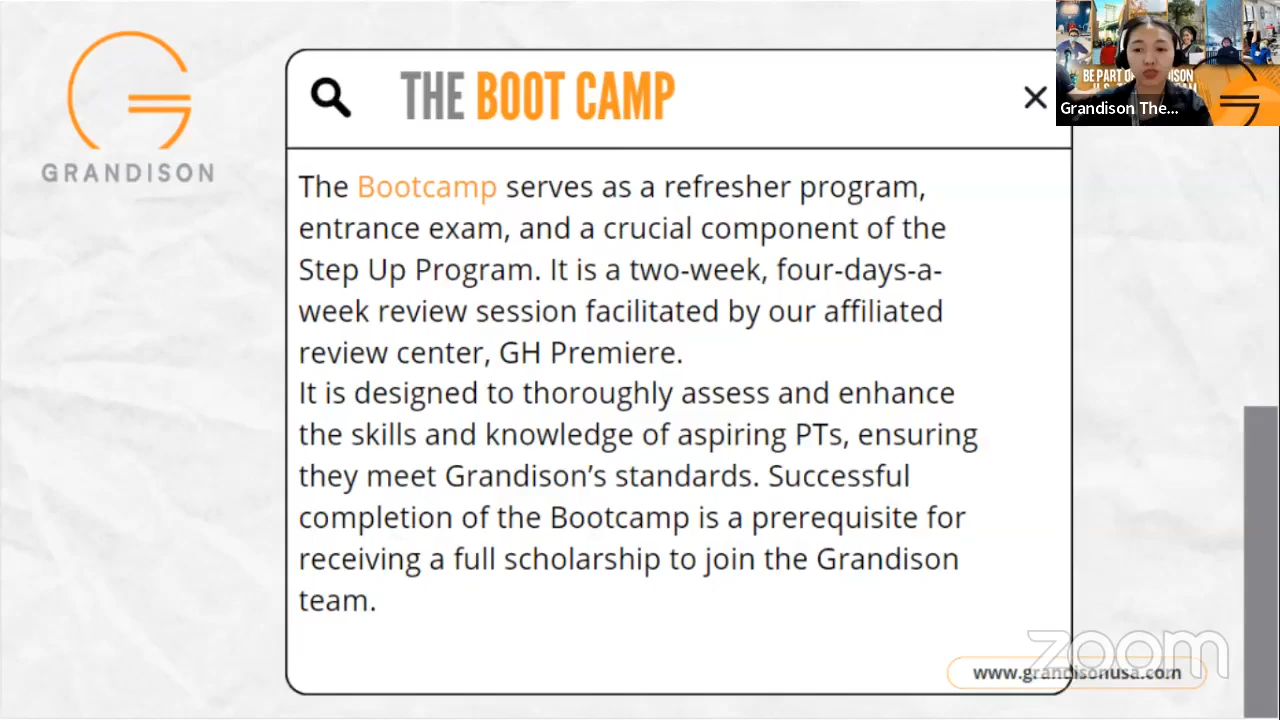 GRANDISON
THE BOOT CAMP
BE PART OF
Grandison The...
The Bootcamp serves as a refresher program,
entrance exam, and a crucial component of the
Step Up Program. It is a two-week, four-days-a-
week review session facilitated by our affiliated
review center, GH Premiere.
It is designed to thoroughly assess and enhance
the skills and knowledge of aspiring PTs, ensuring
they meet Grandison’s standards. Successful
completion of the Bootcamp is a prerequisite for
receiving a full scholarship to join the Grandison
team.
zoom
www.grandisonusa.com